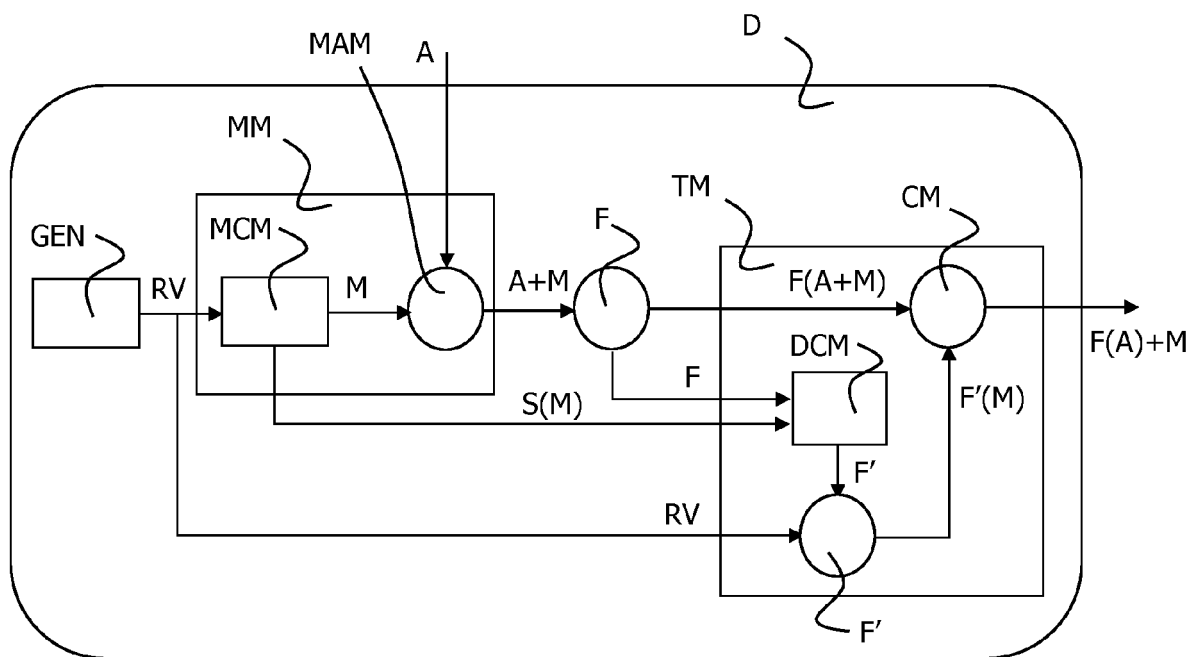 D
MAM
A
MM
TM
CM
GEN
MCM
F
RV
M
A+M
F(A+M)
F(A)+M
DCM
F
F'(M)
S(M)
F'
RV
F'